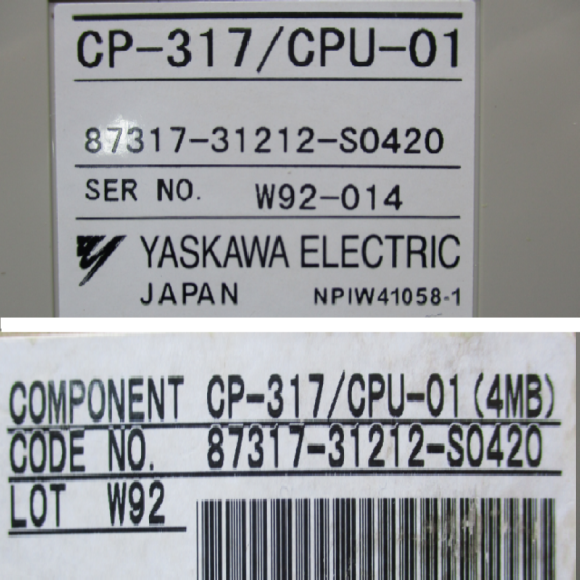 CP-317/CPU-01
87317-31212-S0420
SER NO. W92-014
YASKAWA ELECTRIC
JAPAN NPIW41058-1
COMPONENT CP-317/CPU-01(4MB)
CODE NO. 87317-31212-S0420
LOT W92